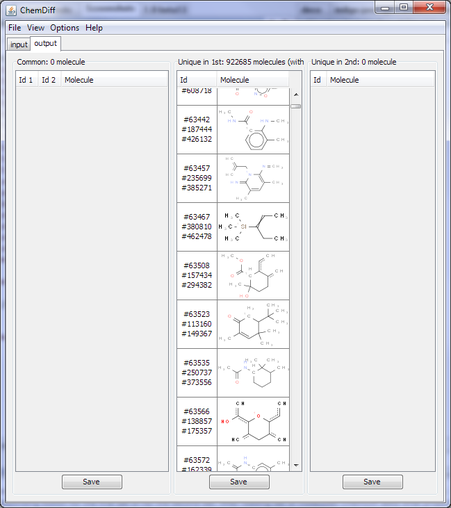 ChemDiff
File View Options Help
input output
Common: 0 molecule
Unique in 1st: 922685 molecules (with
Unique in 2nd: 0 molecule
Id 1 Id 2 Molecule
Id Molecule
Id Molecule
#608718
#63442
#187444
#426132
#63457
#235699
#385271
#63467
#380810
#462478
#63508
#157434
#294382
#63523
#113160
#149367
#63535
#250737
#373556
#63566
#138857
#175357
#63572
#162339
Save
Save
Save